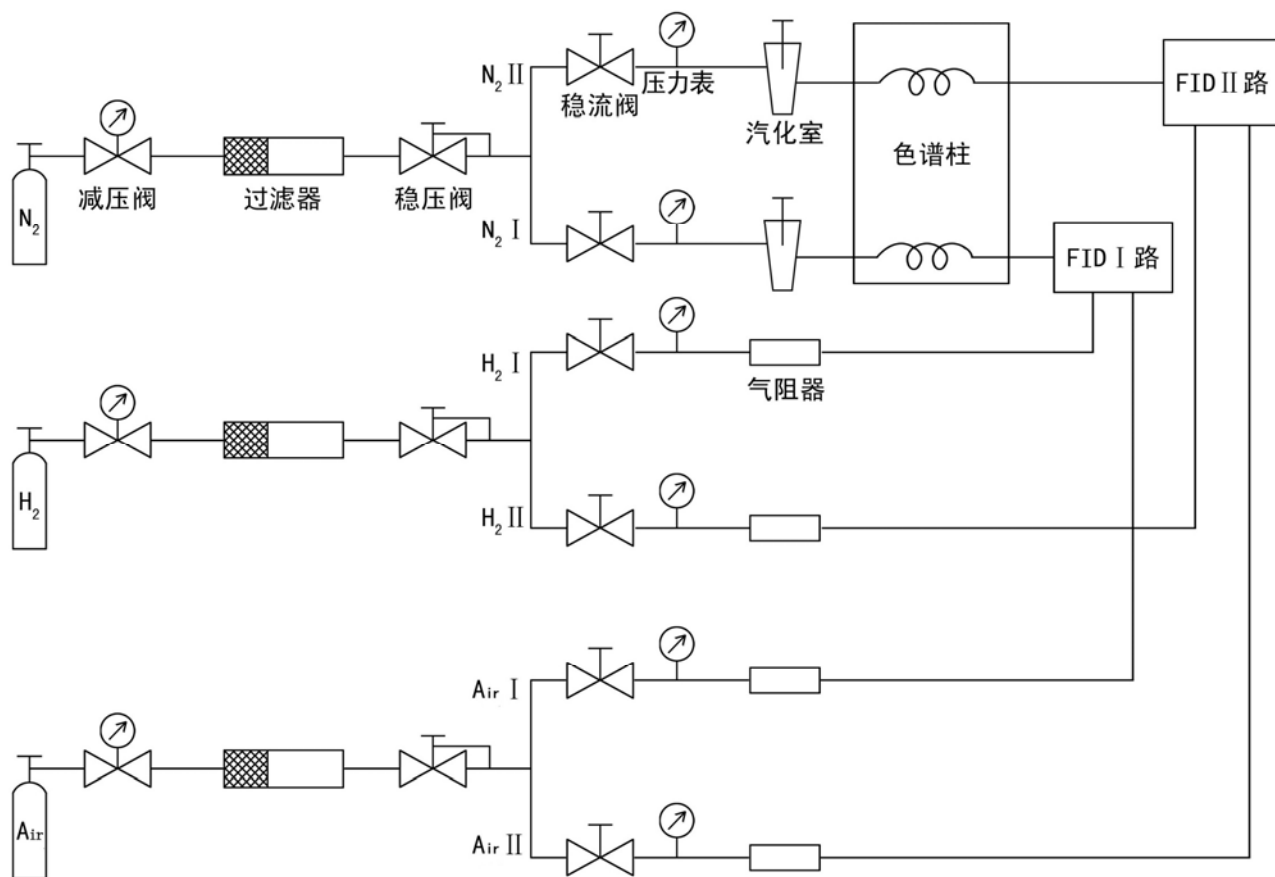 N₂ II
稳流阀
压力表
汽化室
色谱柱
FID II 路
N₂
减压阀
过滤器
稳压阀
N₂ I
FID I 路
H₂ I
气阻器
H₂
H₂ II
Air I
Air
Air II